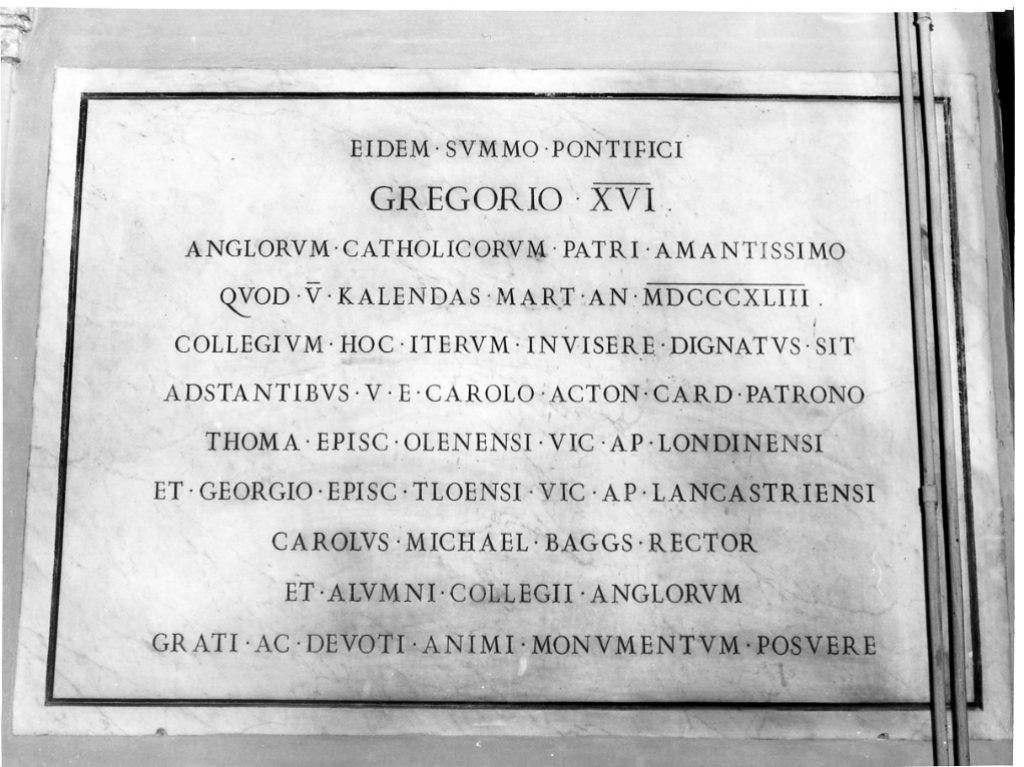 EIDEM · SVMMO · PONTIFICI
GREGORIO · X̅V̅I̅ .
ANGLORVM · CATHOLICORVM · PATRI · AMANTISSIMO
QVOD · V̅ · KALENDAS · MART · AN · M̅D̅C̅C̅C̅X̅L̅I̅I̅I̅ .
COLLEGIVM · HOC · ITERVM · INVISERE · DIGNATVS · SIT
ADSTANTIBVS · V · E · CAROLO · ACTON · CARD · PATRONO
THOMA · EPISC · OLENENSI · VIC · AP · LONDINENSI
ET · GEORGIO · EPISC · TLOENSI · VIC · AP · LANCASTRIENSI
CAROLVS · MICHAEL · BAGGS · RECTOR
ET · ALVMNI · COLLEGII · ANGLORVM
GRATI · AC · DEVOTI · ANIMI · MONVMENTVM · POSVERE